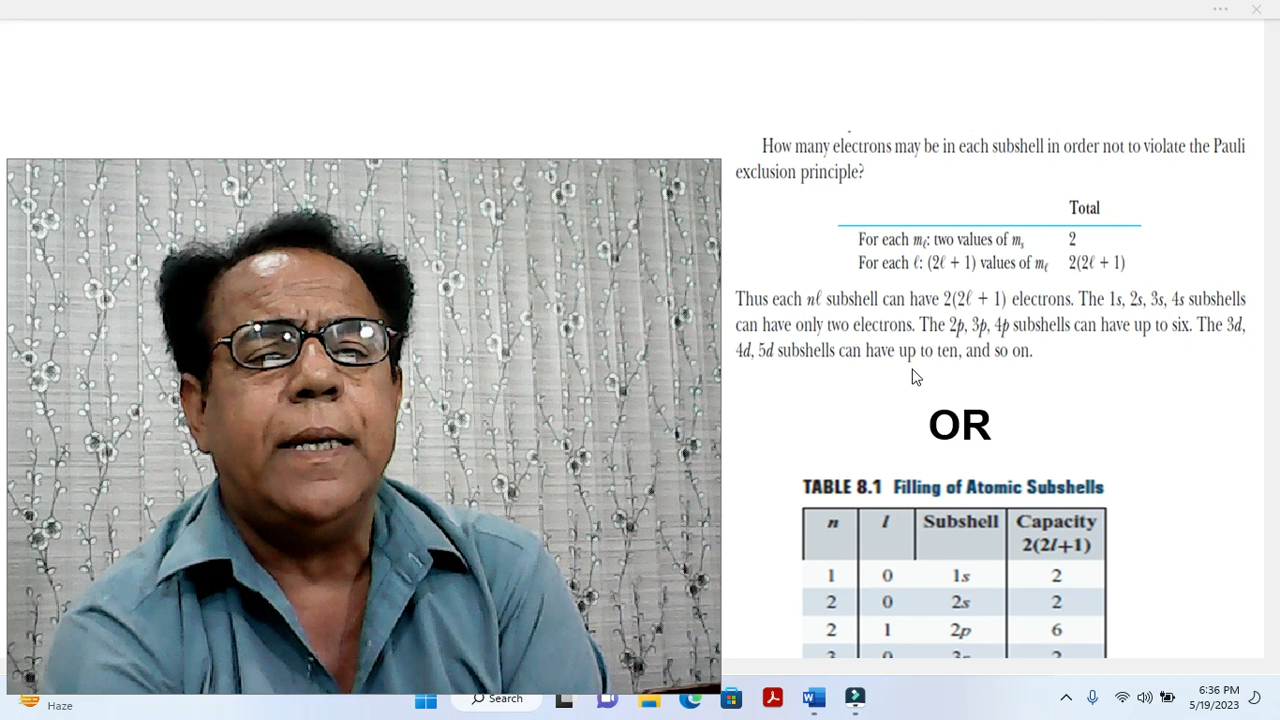 How many electrons may be in each subshell in order not to violate the Pauli
exclusion principle?
Total
For each mℓ: two values of ms 2
For each ℓ: (2ℓ + 1) values of mℓ 2(2ℓ + 1)
Thus each nℓ subshell can have 2(2ℓ + 1) electrons. The 1s, 2s, 3s, 4s subshells
can have only two electrons. The 2p, 3p, 4p subshells can have up to six. The 3d,
4d, 5d subshells can have up to ten, and so on.
OR
TABLE 8.1 Filling of Atomic Subshells
n l Subshell Capacity
2(2l+1)
1 0 1s 2
2 0 2s 2
2 1 2p 6
Search
6:36 PM
Haze
5/19/2023